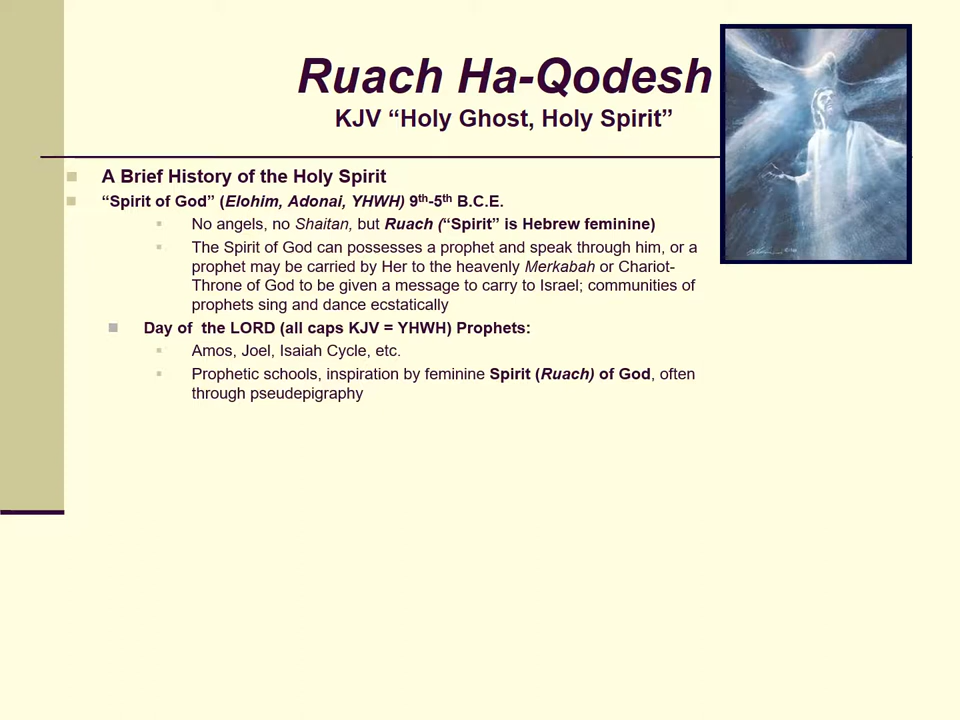 Ruach Ha-Qodesh
KJV “Holy Ghost, Holy Spirit”
A Brief History of the Holy Spirit
“Spirit of God” (Elohim, Adonai, YHWH) 9th-5th B.C.E.
No angels, no Shaitan, but Ruach (“Spirit” is Hebrew feminine)
The Spirit of God can possesses a prophet and speak through him, or a
prophet may be carried by Her to the heavenly Merkabah or Chariot-
Throne of God to be given a message to carry to Israel; communities of
prophets sing and dance ecstatically
Day of the LORD (all caps KJV = YHWH) Prophets:
Amos, Joel, Isaiah Cycle, etc.
Prophetic schools, inspiration by feminine Spirit (Ruach) of God, often
through pseudepigraphy